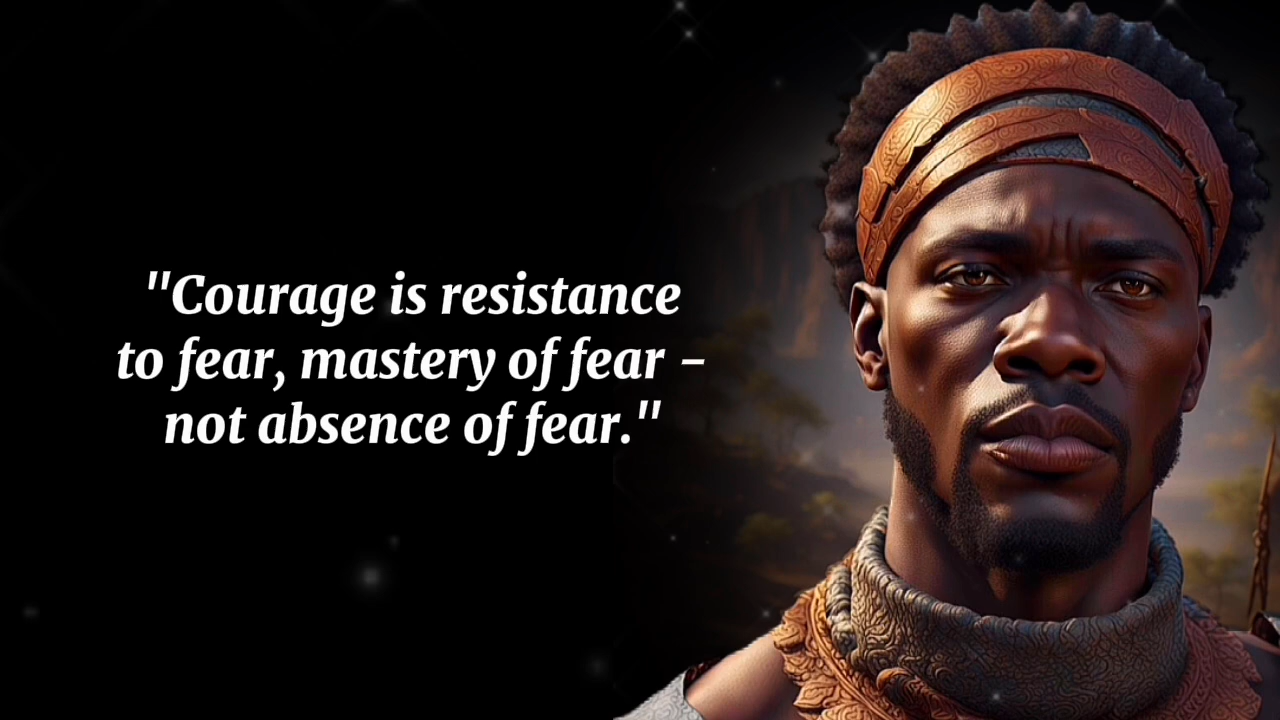 "Courage is resistance
to fear, mastery of fear –
not absence of fear."